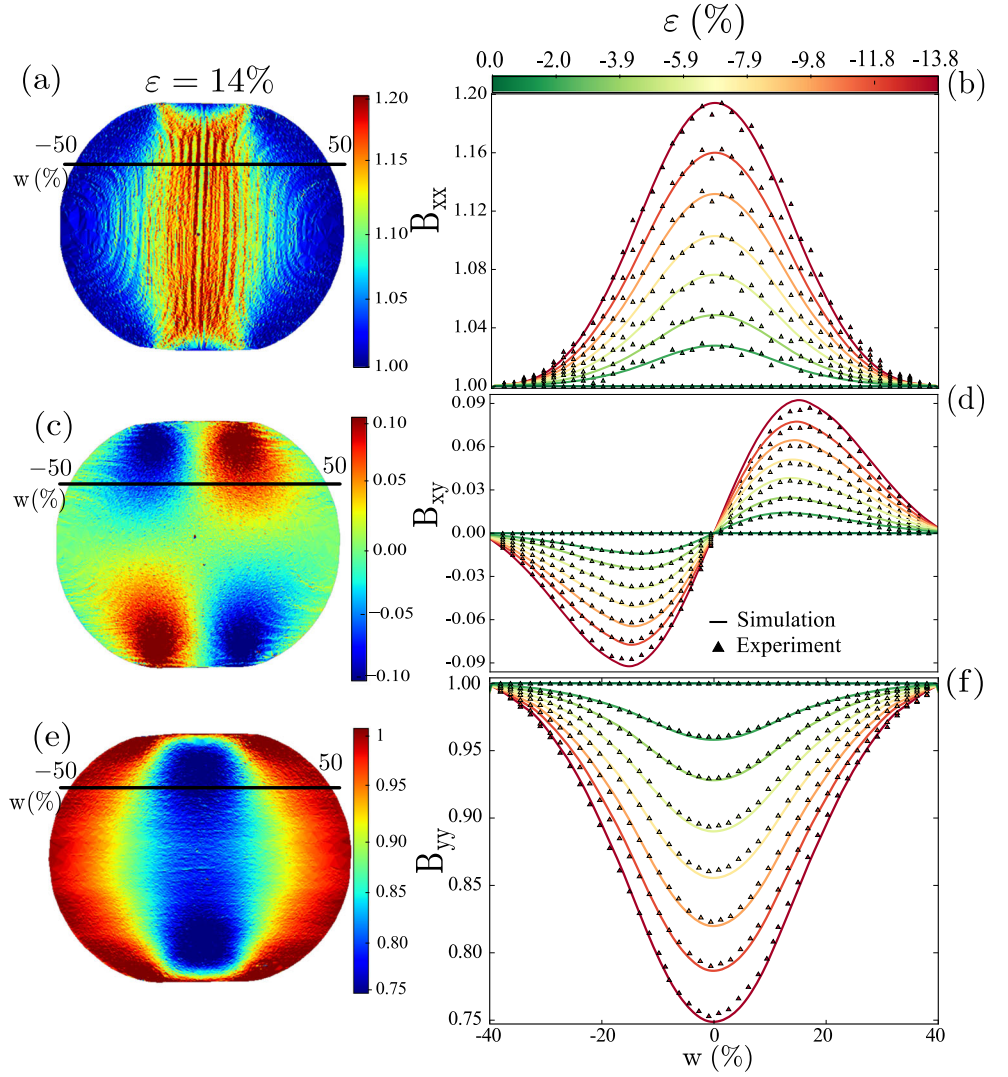 ε (%)
0.0 -2.0 -3.9 -5.9 -7.9 -9.8 -11.8 -13.8
(a) ε = 14%
1.20
1.15
1.10
1.05
1.00
−50 50
w (%)
(b)
1.20
1.16
1.12
1.08
1.04
1.00
B_xx
(c)
0.10
0.05
0.00
−0.05
−0.10
−50 50
w(%)
(d)
0.09
0.06
0.03
0.00
-0.03
-0.06
-0.09
B_xy
Simulation
Experiment
(e)
1
0.95
0.90
0.85
0.80
0.75
−50 50
w(%)
(f)
1.00
0.95
0.90
0.85
0.80
0.75
B_yy
-40 -20 0 20 40
w (%)